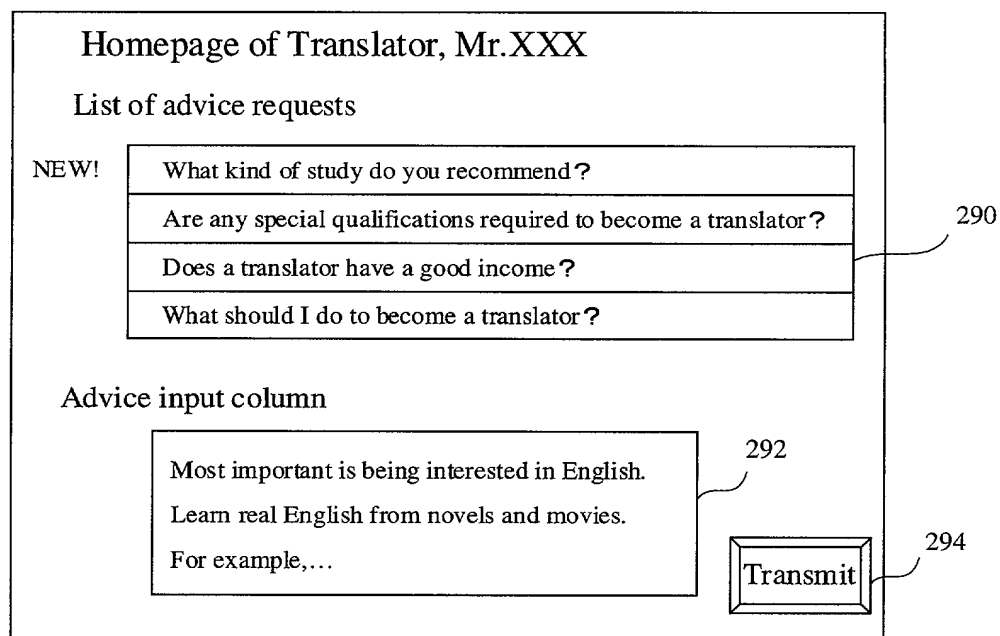 Homepage of Translator, Mr.XXX
List of advice requests
NEW! What kind of study do you recommend?
Are any special qualifications required to become a translator?
290
Does a translator have a good income?
What should I do to become a translator?
Advice input column
292
Most important is being interested in English.
Learn real English from novels and movies.
For example,...
294
Transmit